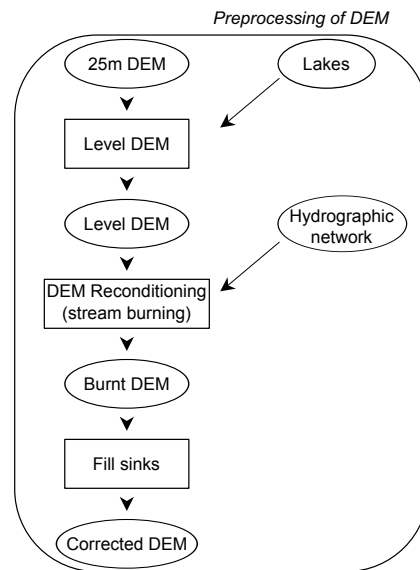 Preprocessing of DEM
25m DEM
Lakes
Level DEM
Level DEM
Hydrographic
network
DEM Reconditioning
(stream burning)
Burnt DEM
Fill sinks
Corrected DEM